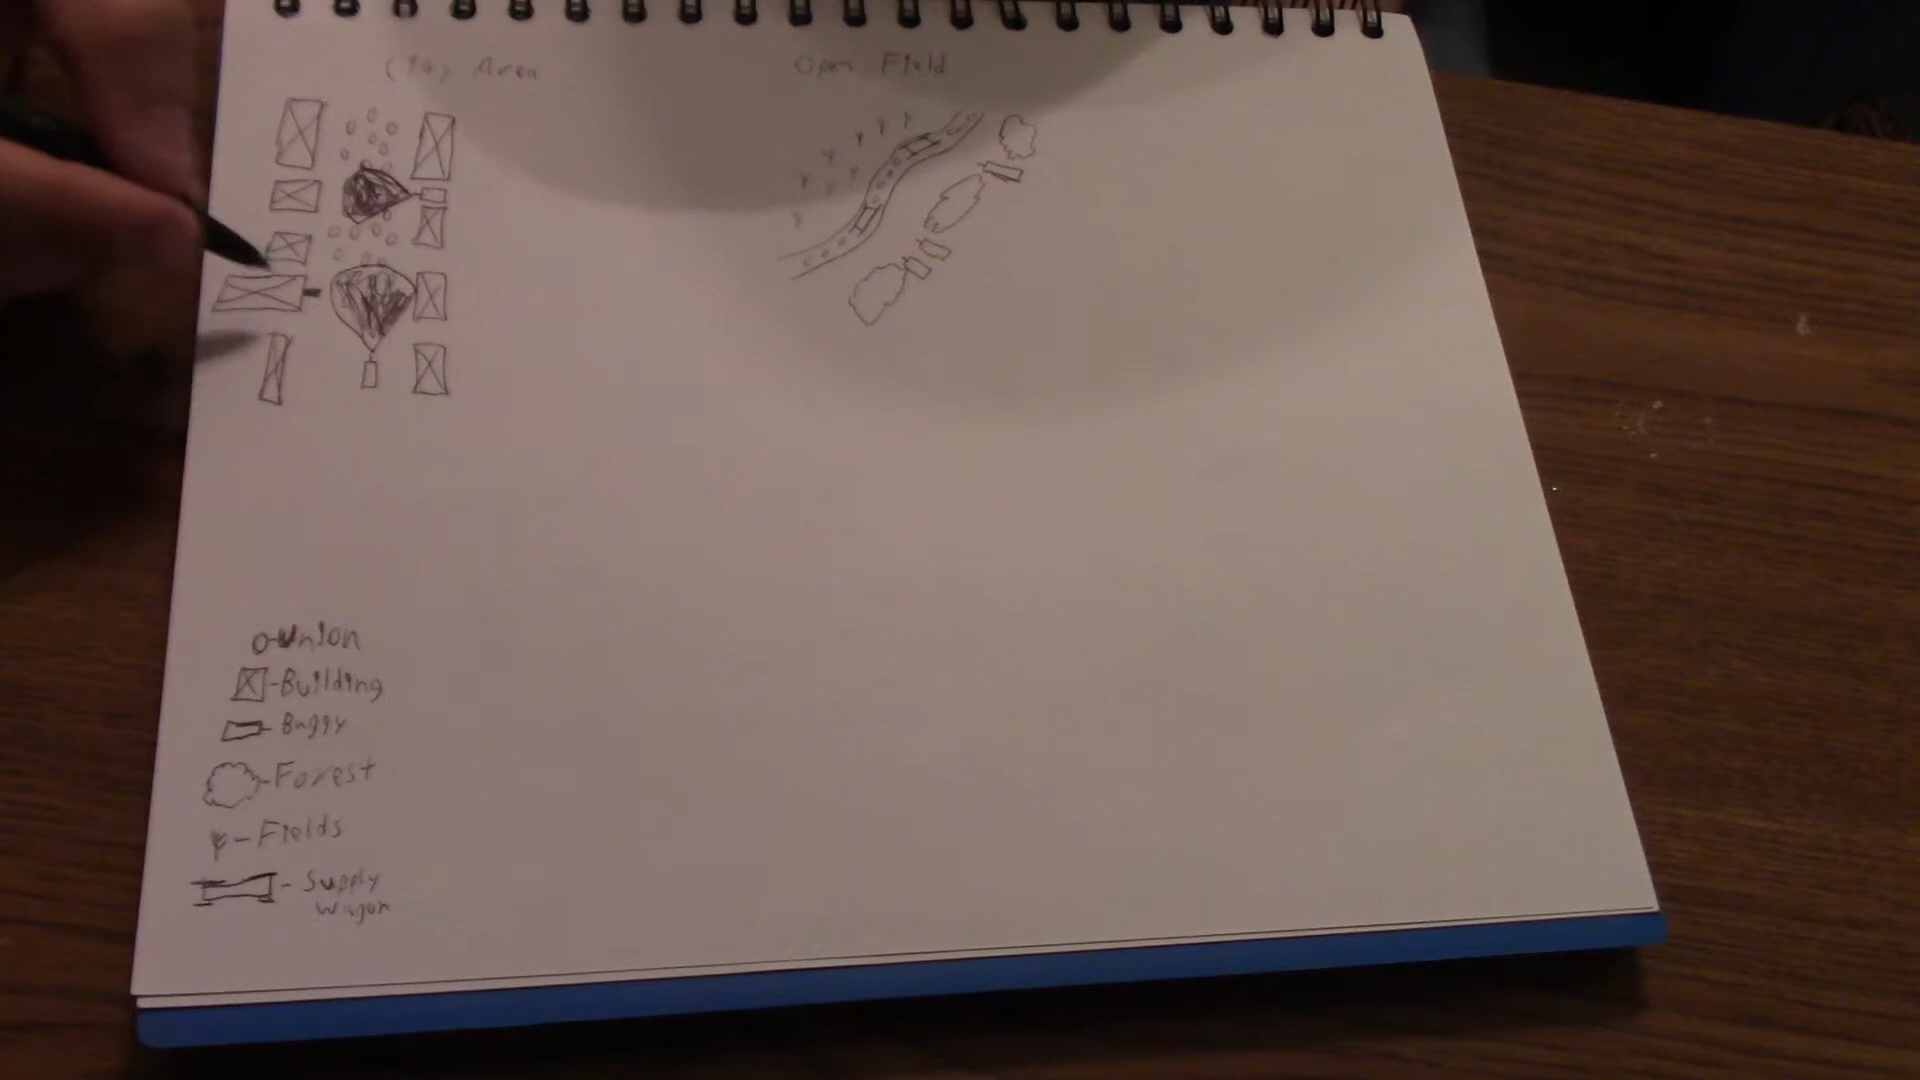 City Area
Open Field
Union
Building
Buggy
Forest
Fields
Supply
Wagon